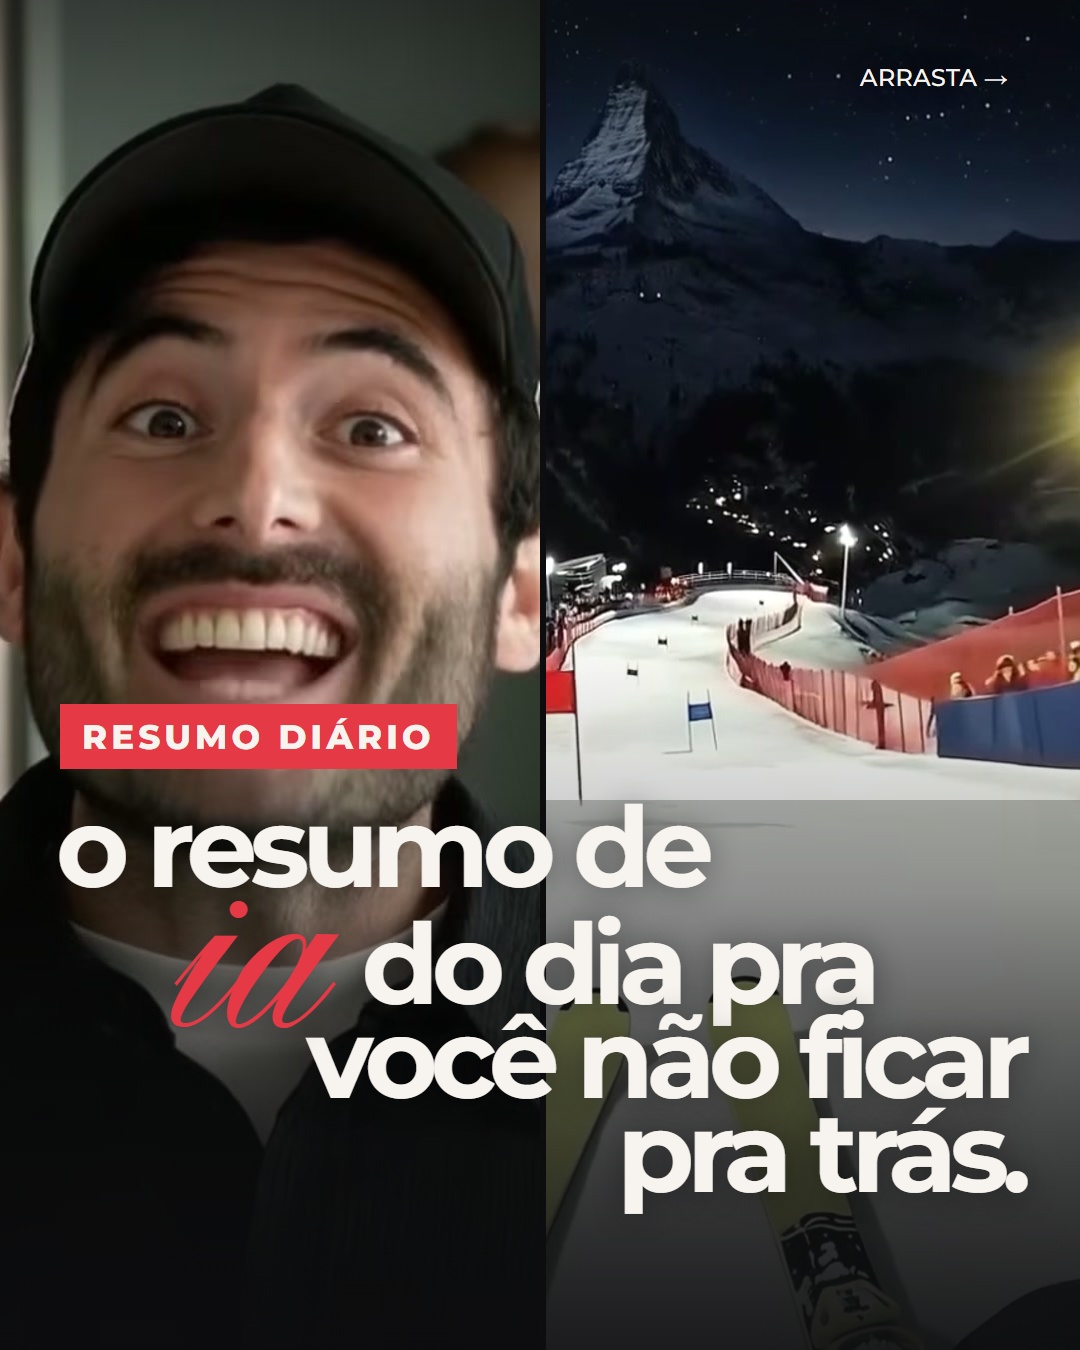 ARRASTA →
RESUMO DIÁRIO
o resumo de
ia do dia pra
você não ficar
pra trás.